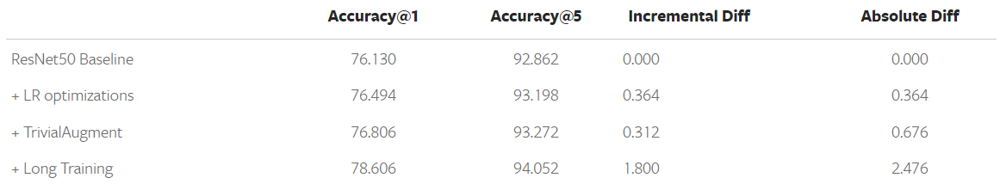 Accuracy@1 Accuracy@5 Incremental Diff Absolute Diff
ResNet50 Baseline 76.130 92.862 0.000 0.000
+ LR optimizations 76.494 93.198 0.364 0.364
+ TrivialAugment 76.806 93.272 0.312 0.676
+ Long Training 78.606 94.052 1.800 2.476